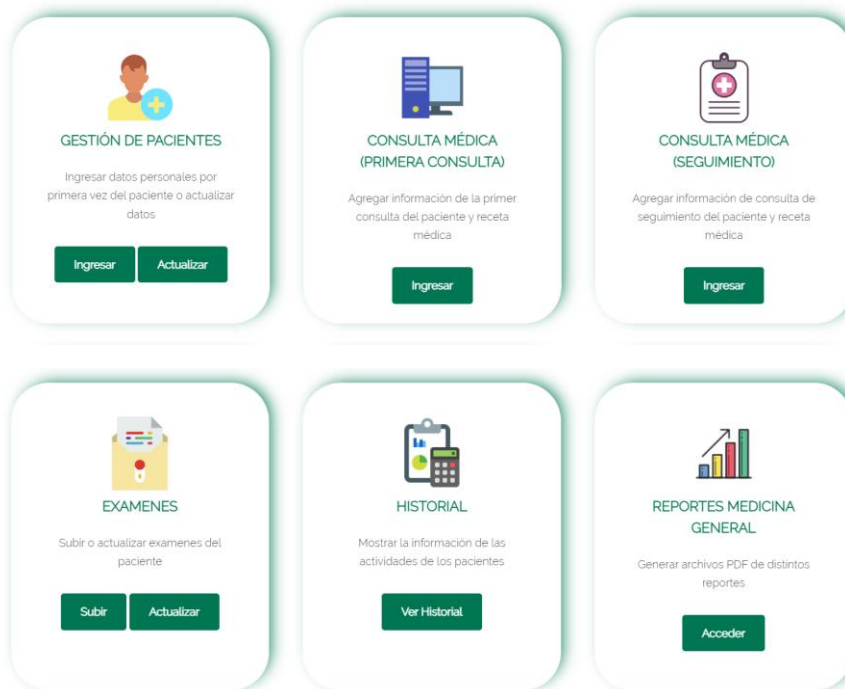 GESTIÓN DE PACIENTES
Ingresar datos personales por
primera vez del paciente o actualizar
datos
Ingresar
Actualizar
CONSULTA MÉDICA
(PRIMERA CONSULTA)
Agregar información de la primer
consulta del paciente y receta
médica
Ingresar
CONSULTA MÉDICA
(SEGUIMIENTO)
Agregar información de consulta de
seguimiento del paciente y receta
médica
Ingresar
EXAMENES
Subir o actualizar examenes del
paciente
Subir
Actualizar
HISTORIAL
Mostrar la información de las
actividades de los pacientes
Ver Historial
REPORTES MEDICINA
GENERAL
Generar archivos PDF de distintos
reportes
Acceder